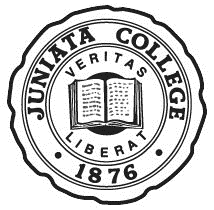 JUNIATA COLLEGE
VERITAS
LIBERAT
• 1876 •